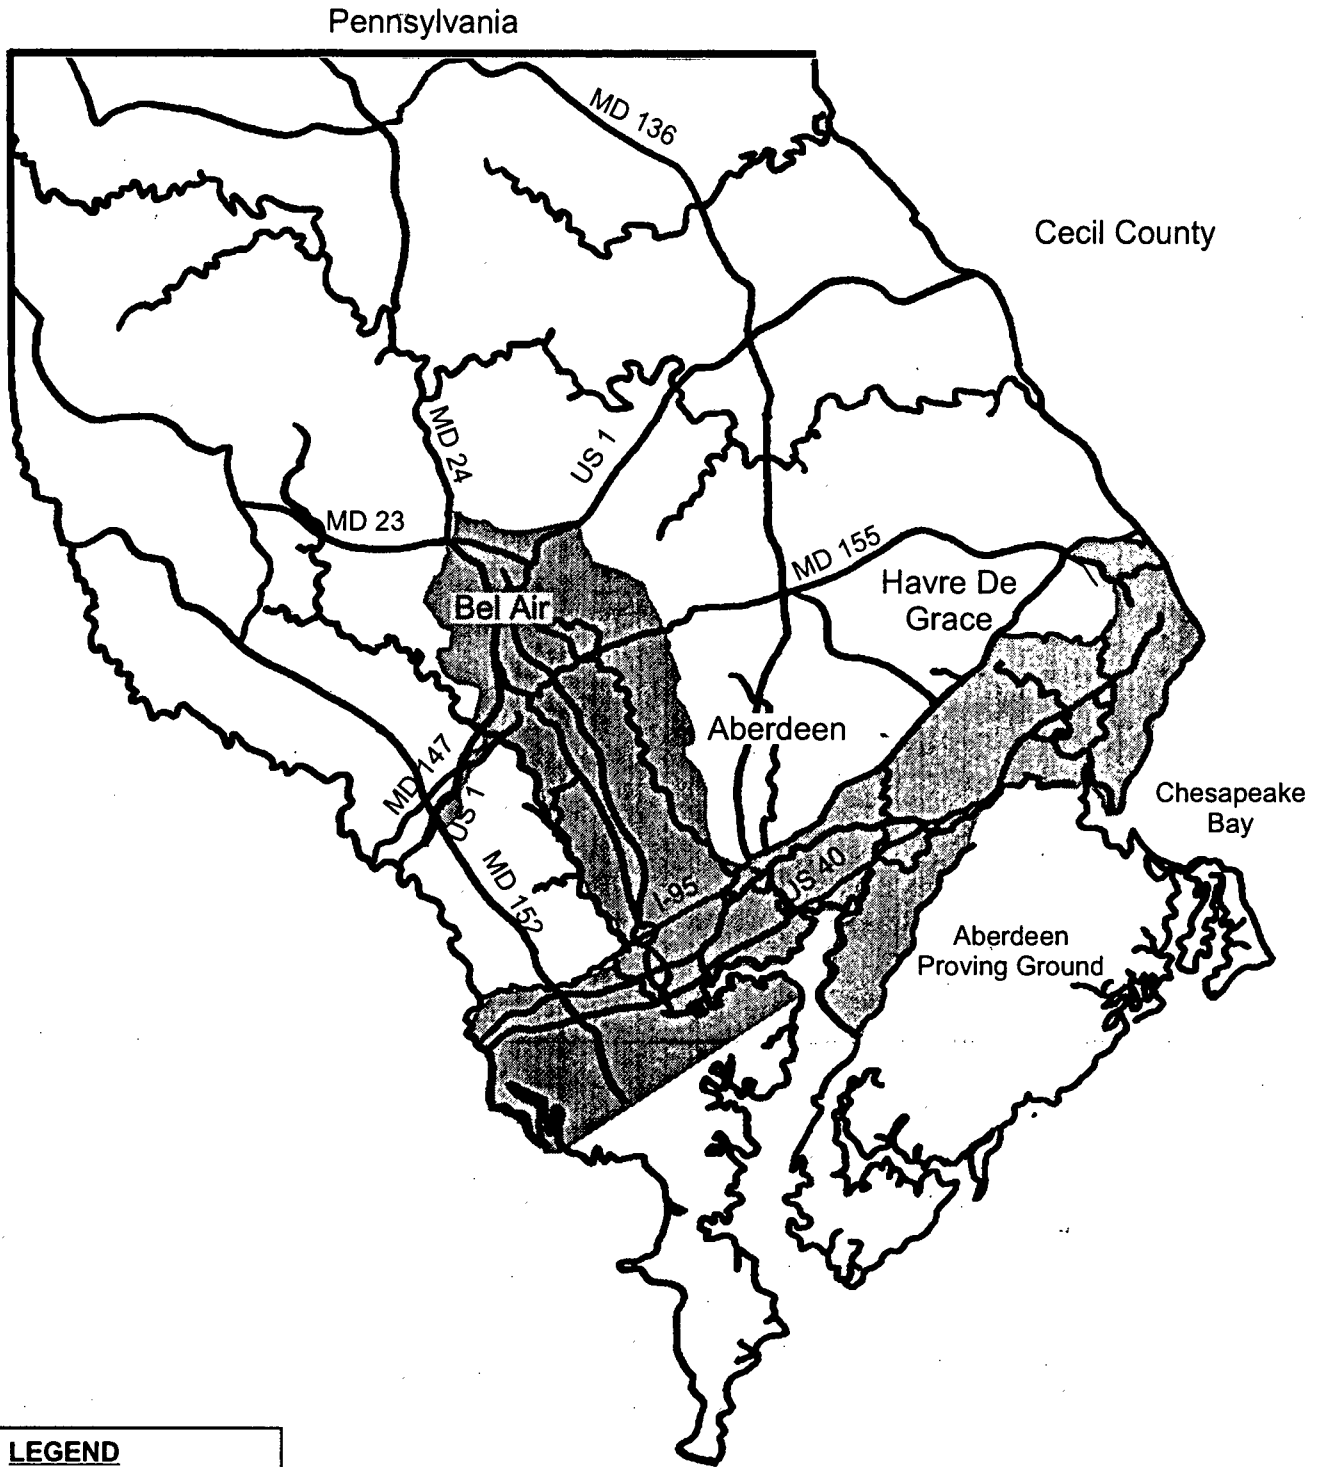 Pennsylvania
MD 136
Cecil County
MD 24
US 1
MD 23
MD 155
Havre De
Grace
Bel Air
Aberdeen
MD 147
US 1
Chesapeake
Bay
MD 152
US 40
I-95
Aberdeen
Proving Ground
LEGEND